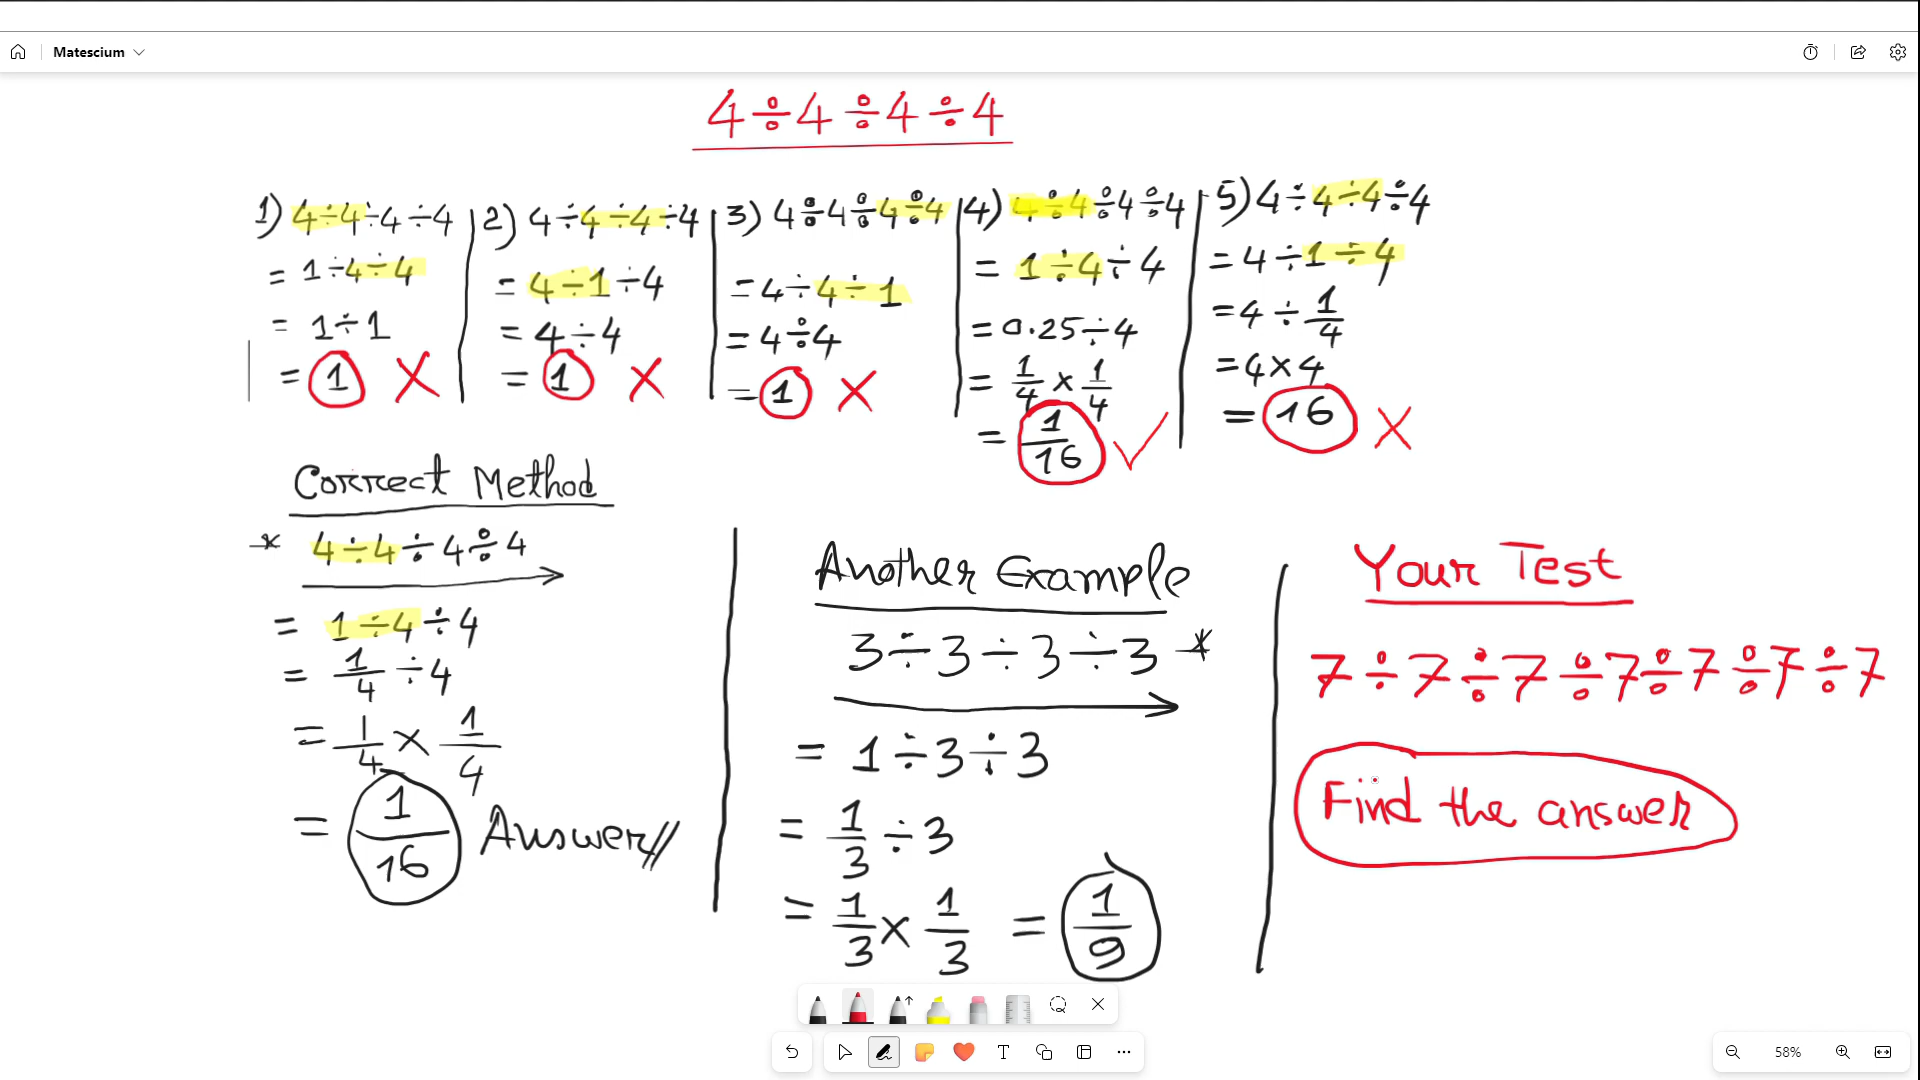 Matescium
4÷4÷4÷4
1) 4÷4÷4÷4
= 1÷4÷4
= 1÷1
= 1 X
2) 4÷4÷4÷4
= 4÷1÷4
= 4÷4
= 1 X
3) 4÷4÷4÷4
= 4÷4÷1
= 4÷4
= 1 X
4) 4÷4÷4÷4
= 1÷4÷4
= 0.25÷4
= 1/4 × 1/4
= 1/16 ✓
5) 4÷4÷4÷4
= 4÷1÷4
= 4÷1/4
= 4×4
= 16 X
Correct Method
* 4÷4÷4÷4
= 1÷4÷4
= 1/4 ÷4
= 1/4 × 1/4
= 1/16 Answer//
Another Example
3÷3÷3÷3 *
= 1÷3÷3
= 1/3 ÷3
= 1/3 × 1/3 = 1/9
Your Test
7÷7÷7÷7÷7÷7÷7
Find the answer
58%